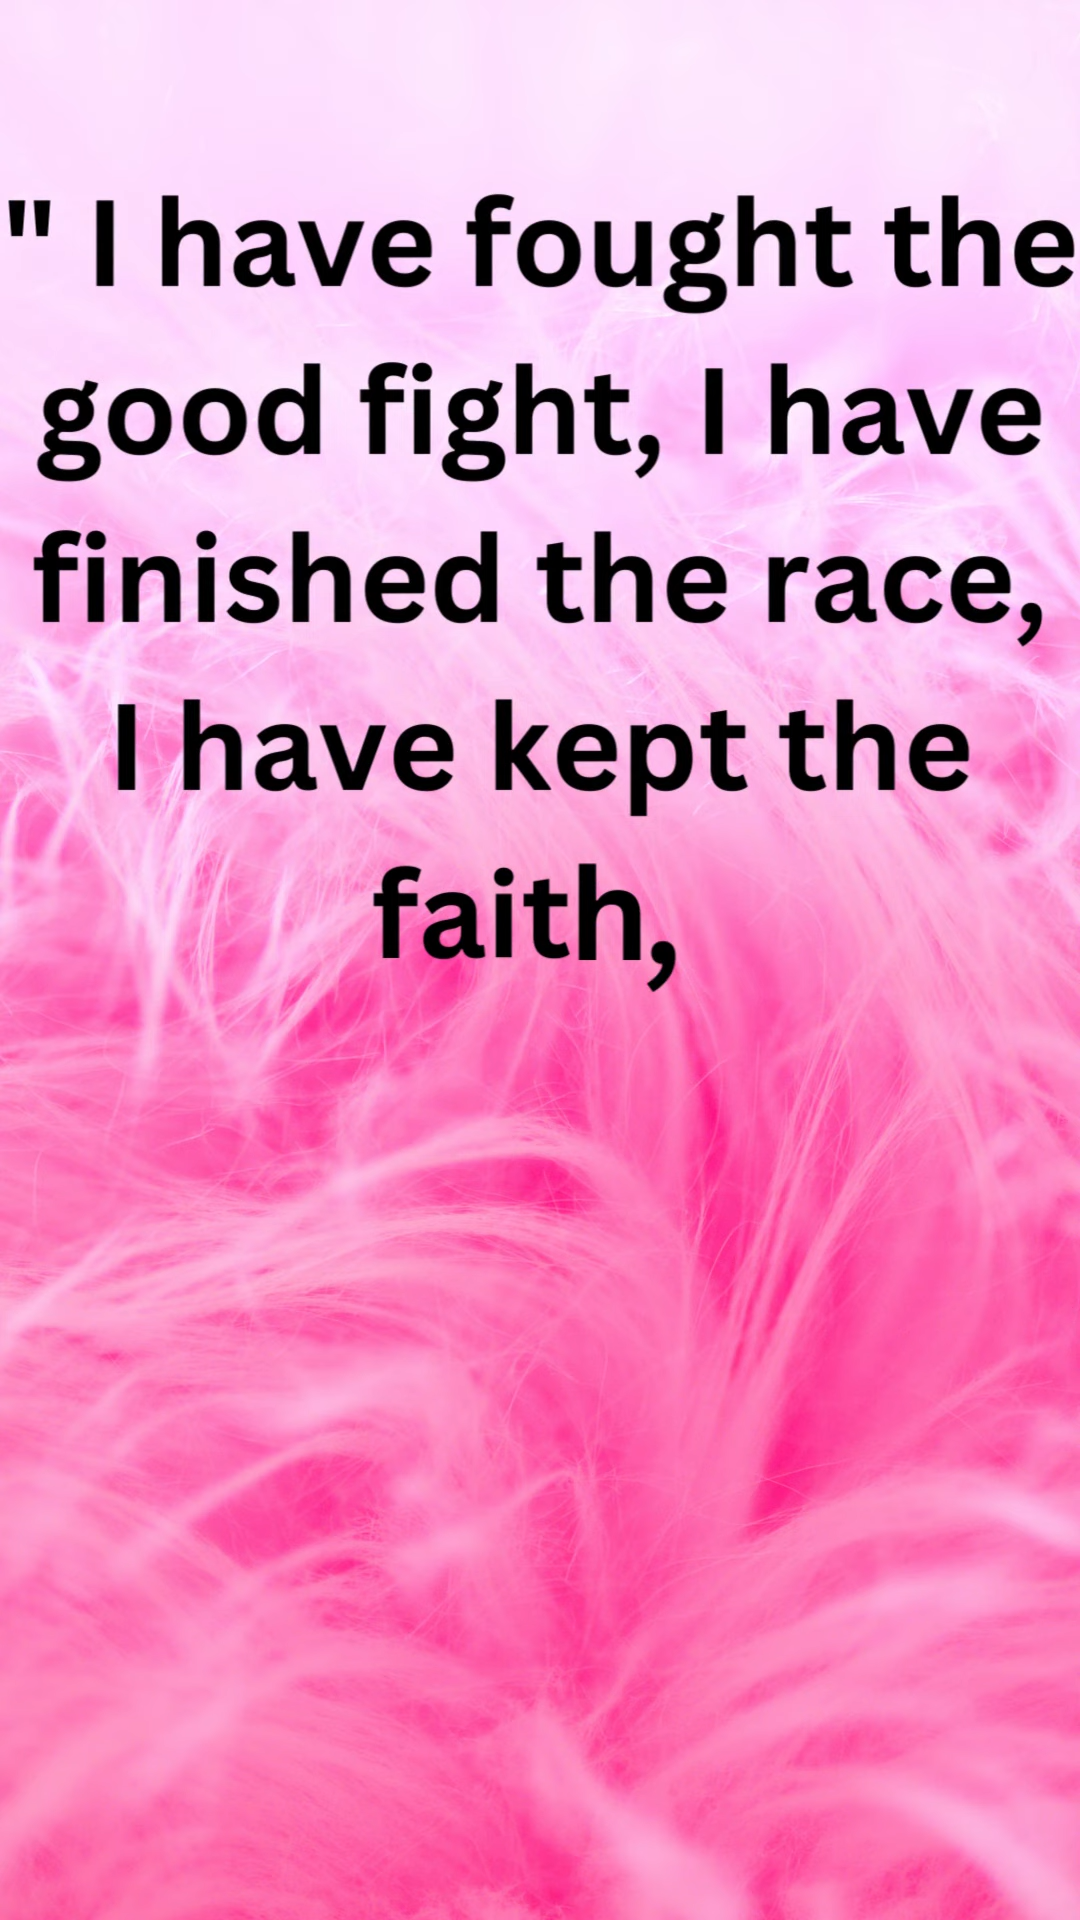 " I have fought the
good fight, I have
finished the race,
I have kept the
faith,